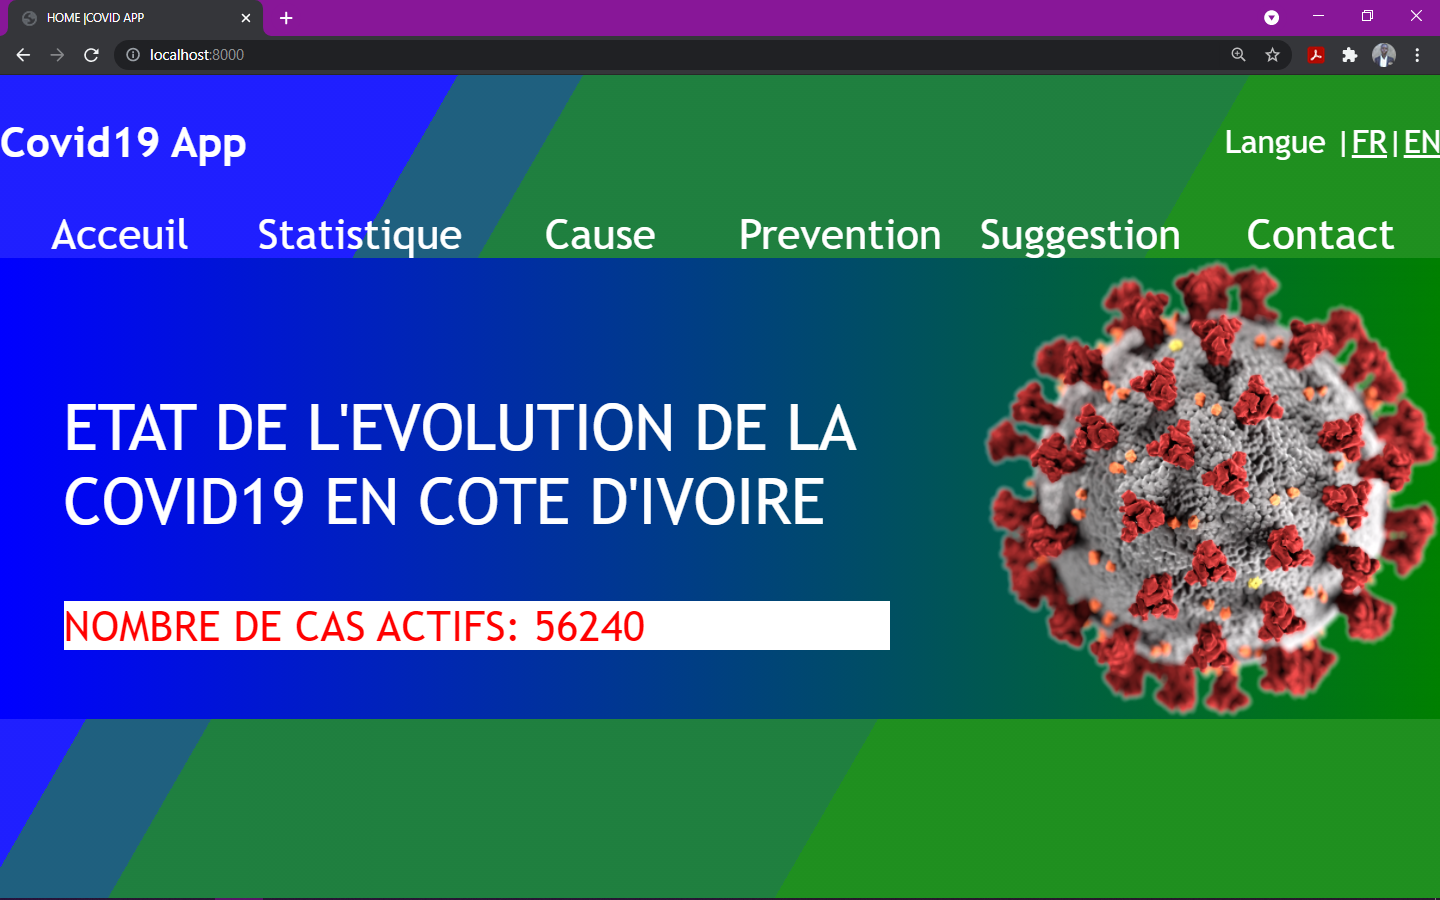 HOME |COVID APP
localhost:8000
Covid19 App
Langue |FR|EN
Acceuil Statistique Cause Prevention Suggestion Contact
ETAT DE L'EVOLUTION DE LA
COVID19 EN COTE D'IVOIRE
NOMBRE DE CAS ACTIFS: 56240